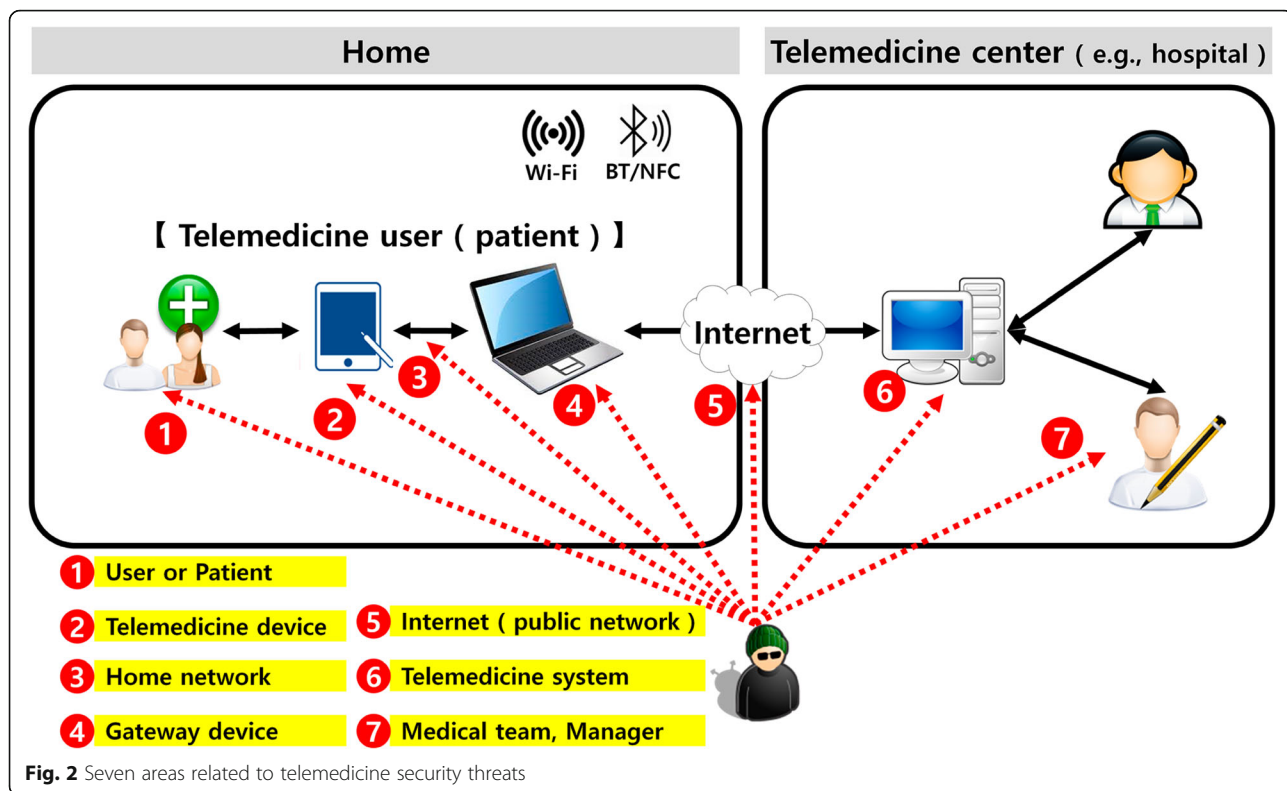 Home
Telemedicine center ( e.g., hospital )
Wi-Fi
BT/NFC
【 Telemedicine user ( patient ) 】
Internet
1
2
3
4
5
6
7
1 User or Patient
2 Telemedicine device
3 Home network
4 Gateway device
5 Internet ( public network )
6 Telemedicine system
7 Medical team, Manager
Fig. 2 Seven areas related to telemedicine security threats